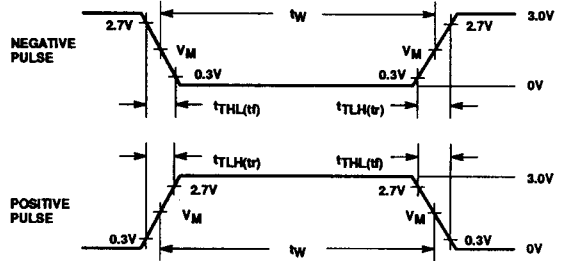 tW
3.0V
2.7V
2.7V
NEGATIVE
PULSE
VM
VM
0.3V
0.3V
0V
tTHL(tf)
tTLH(tr)
tTLH(tr)
tTHL(tf)
3.0V
2.7V
2.7V
POSITIVE
PULSE
VM
VM
0.3V
0.3V
0V
tW